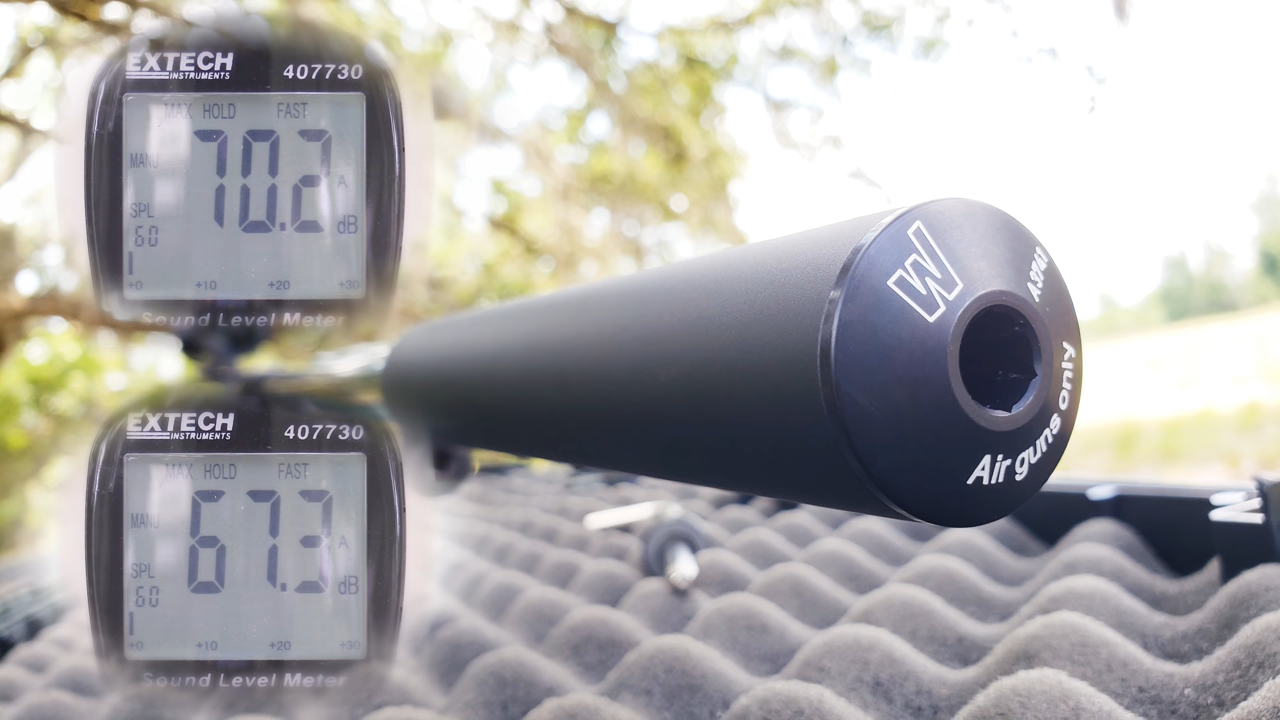 EXTECH
INSTRUMENTS
407730
MAX HOLD FAST
MANU
70.2
A
SPL
60
dB
+0 +10 +20 +30
Sound Level Meter
EXTECH
INSTRUMENTS
407730
MAX HOLD FAST
MANU
67.3
A
SPL
60
dB
+0 +10 +20 +30
Sound Level Meter
W
Air guns only